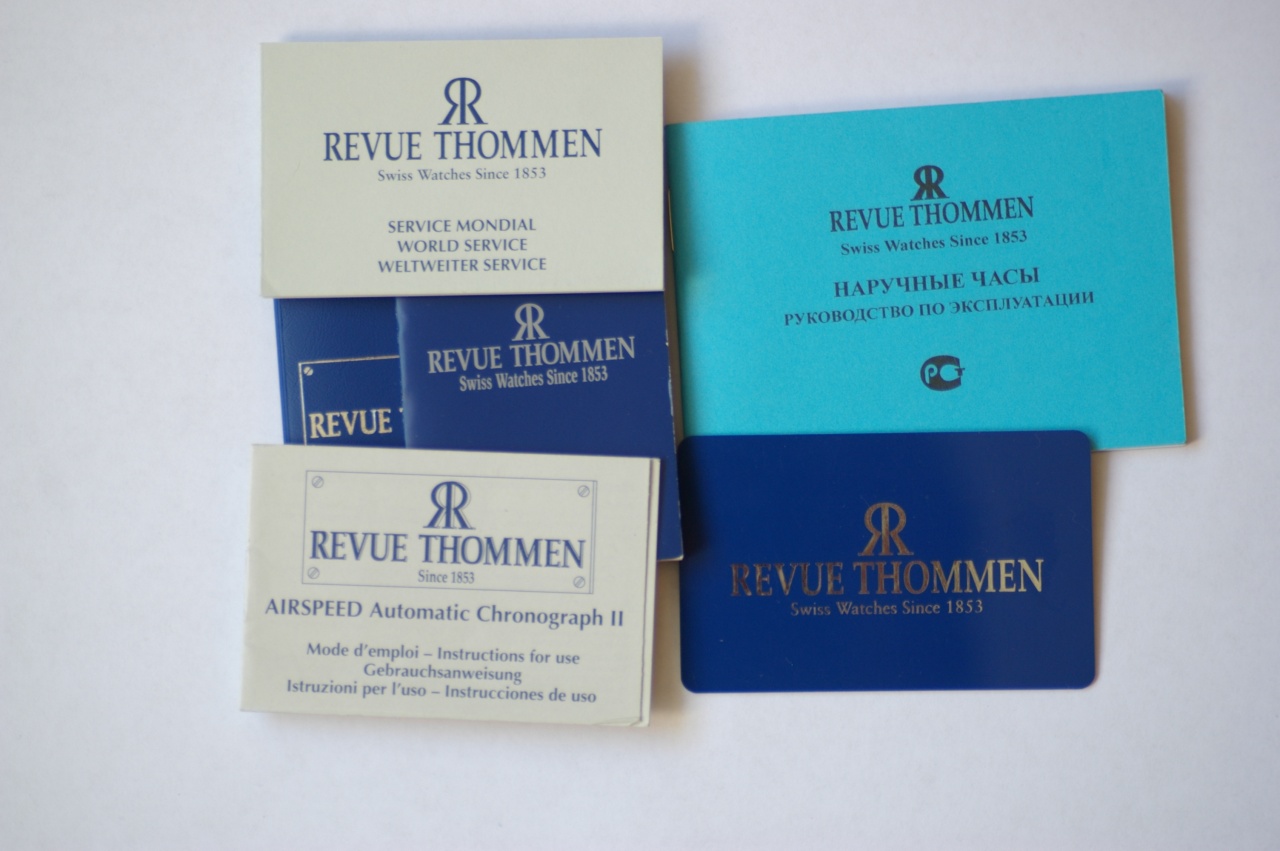 RR
REVUE THOMMEN
Swiss Watches Since 1853
SERVICE MONDIAL
WORLD SERVICE
WELTWEITER SERVICE
RR
REVUE THOMMEN
Swiss Watches Since 1853
НАРУЧНЫЕ ЧАСЫ
РУКОВОДСТВО ПО ЭКСПЛУАТАЦИИ
РСТ
REVUE
RR
REVUE THOMMEN
Swiss Watches Since 1853
RR
REVUE THOMMEN
Since 1853
AIRSPEED Automatic Chronograph II
Mode d'emploi – Instructions for use
Gebrauchsanweisung
Istruzioni per l'uso – Instrucciones de uso
RR
REVUE THOMMEN
Swiss Watches Since 1853